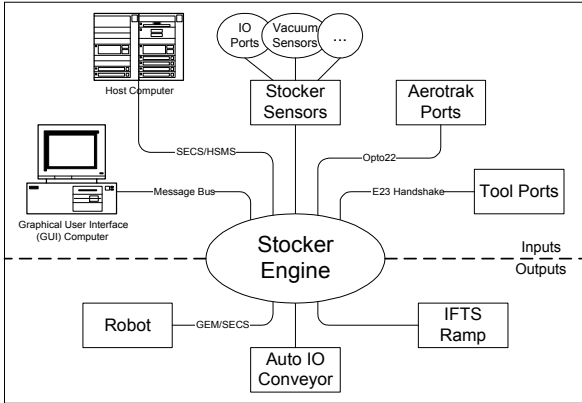 IO
Ports
Vacuum
Sensors
...
Host Computer
Stocker
Sensors
Aerotrak
Ports
SECS/HSMS
Opto22
Message Bus
E23 Handshake
Tool Ports
Graphical User Interface
(GUI) Computer
Stocker
Engine
Inputs
Outputs
Robot
GEM/SECS
IFTS
Ramp
Auto IO
Conveyor